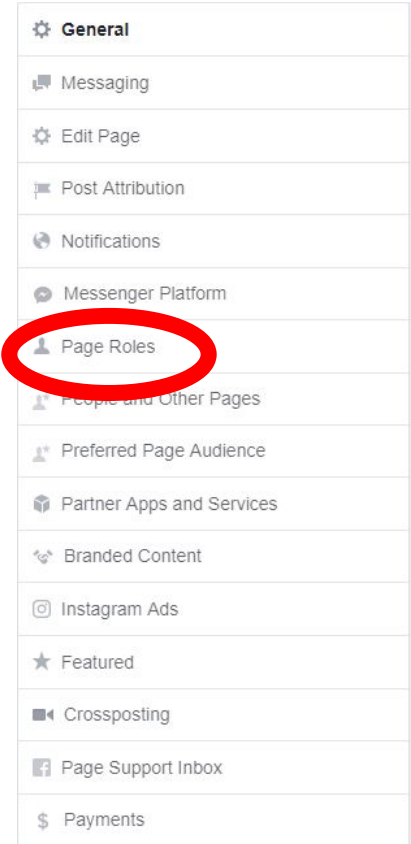 General
Messaging
Edit Page
Post Attribution
Notifications
Messenger Platform
Page Roles
People and Other Pages
Preferred Page Audience
Partner Apps and Services
Branded Content
Instagram Ads
Featured
Crossposting
Page Support Inbox
$ Payments